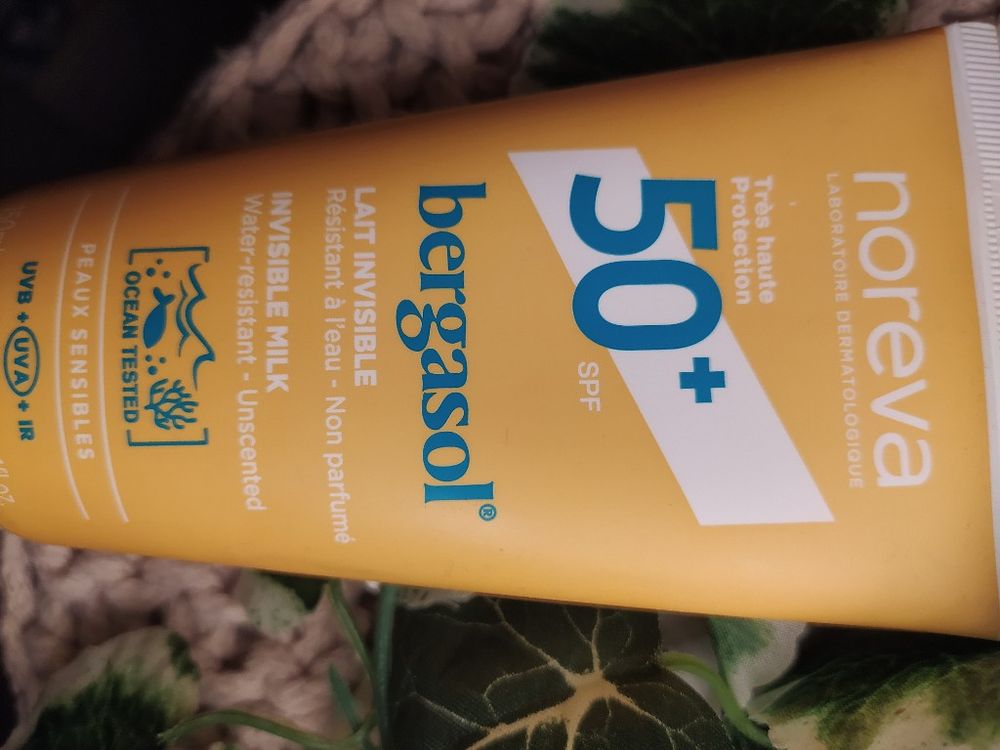 noreva
LABORATOIRE DERMATOLOGIQUE
Très haute
Protection
50+
SPF
bergasol®
LAIT INVISIBLE
Résistant à l'eau - Non parfumé
INVISIBLE MILK
Water-resistant - Unscented
OCEAN TESTED
PEAUX SENSIBLES
UVB + UVA + IR